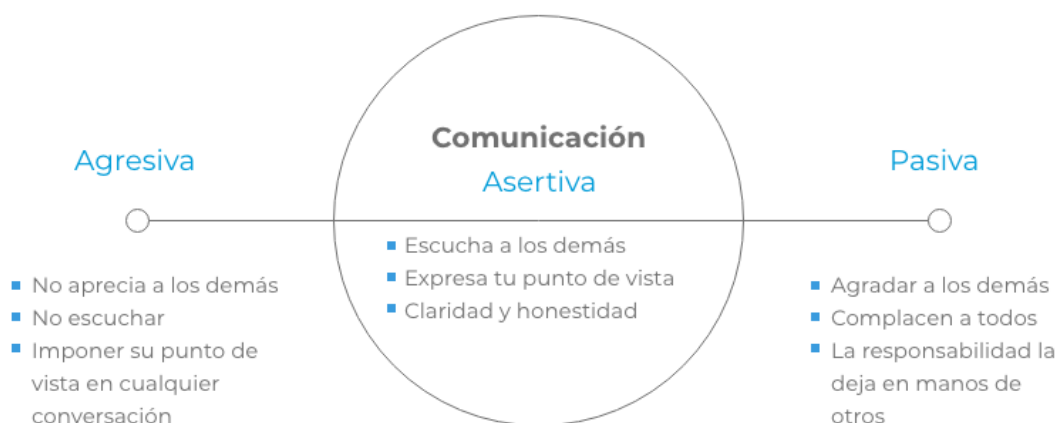 Comunicación
Asertiva
Escucha a los demás
Expresa tu punto de vista
Claridad y honestidad
Agresiva
No aprecia a los demás
No escuchar
Imponer su punto de
vista en cualquier
conversación
Pasiva
Agradar a los demás
Complacen a todos
La responsabilidad la
deja en manos de
otros